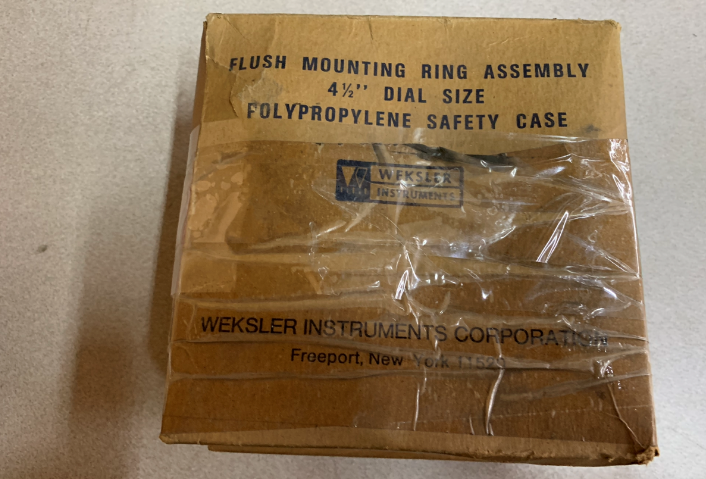 FLUSH MOUNTING RING ASSEMBLY
4½" DIAL SIZE
POLYPROPYLENE SAFETY CASE
WEKSLER
INSTRUMENTS
WEKSLER INSTRUMENTS CORPORATION
Freeport, New York